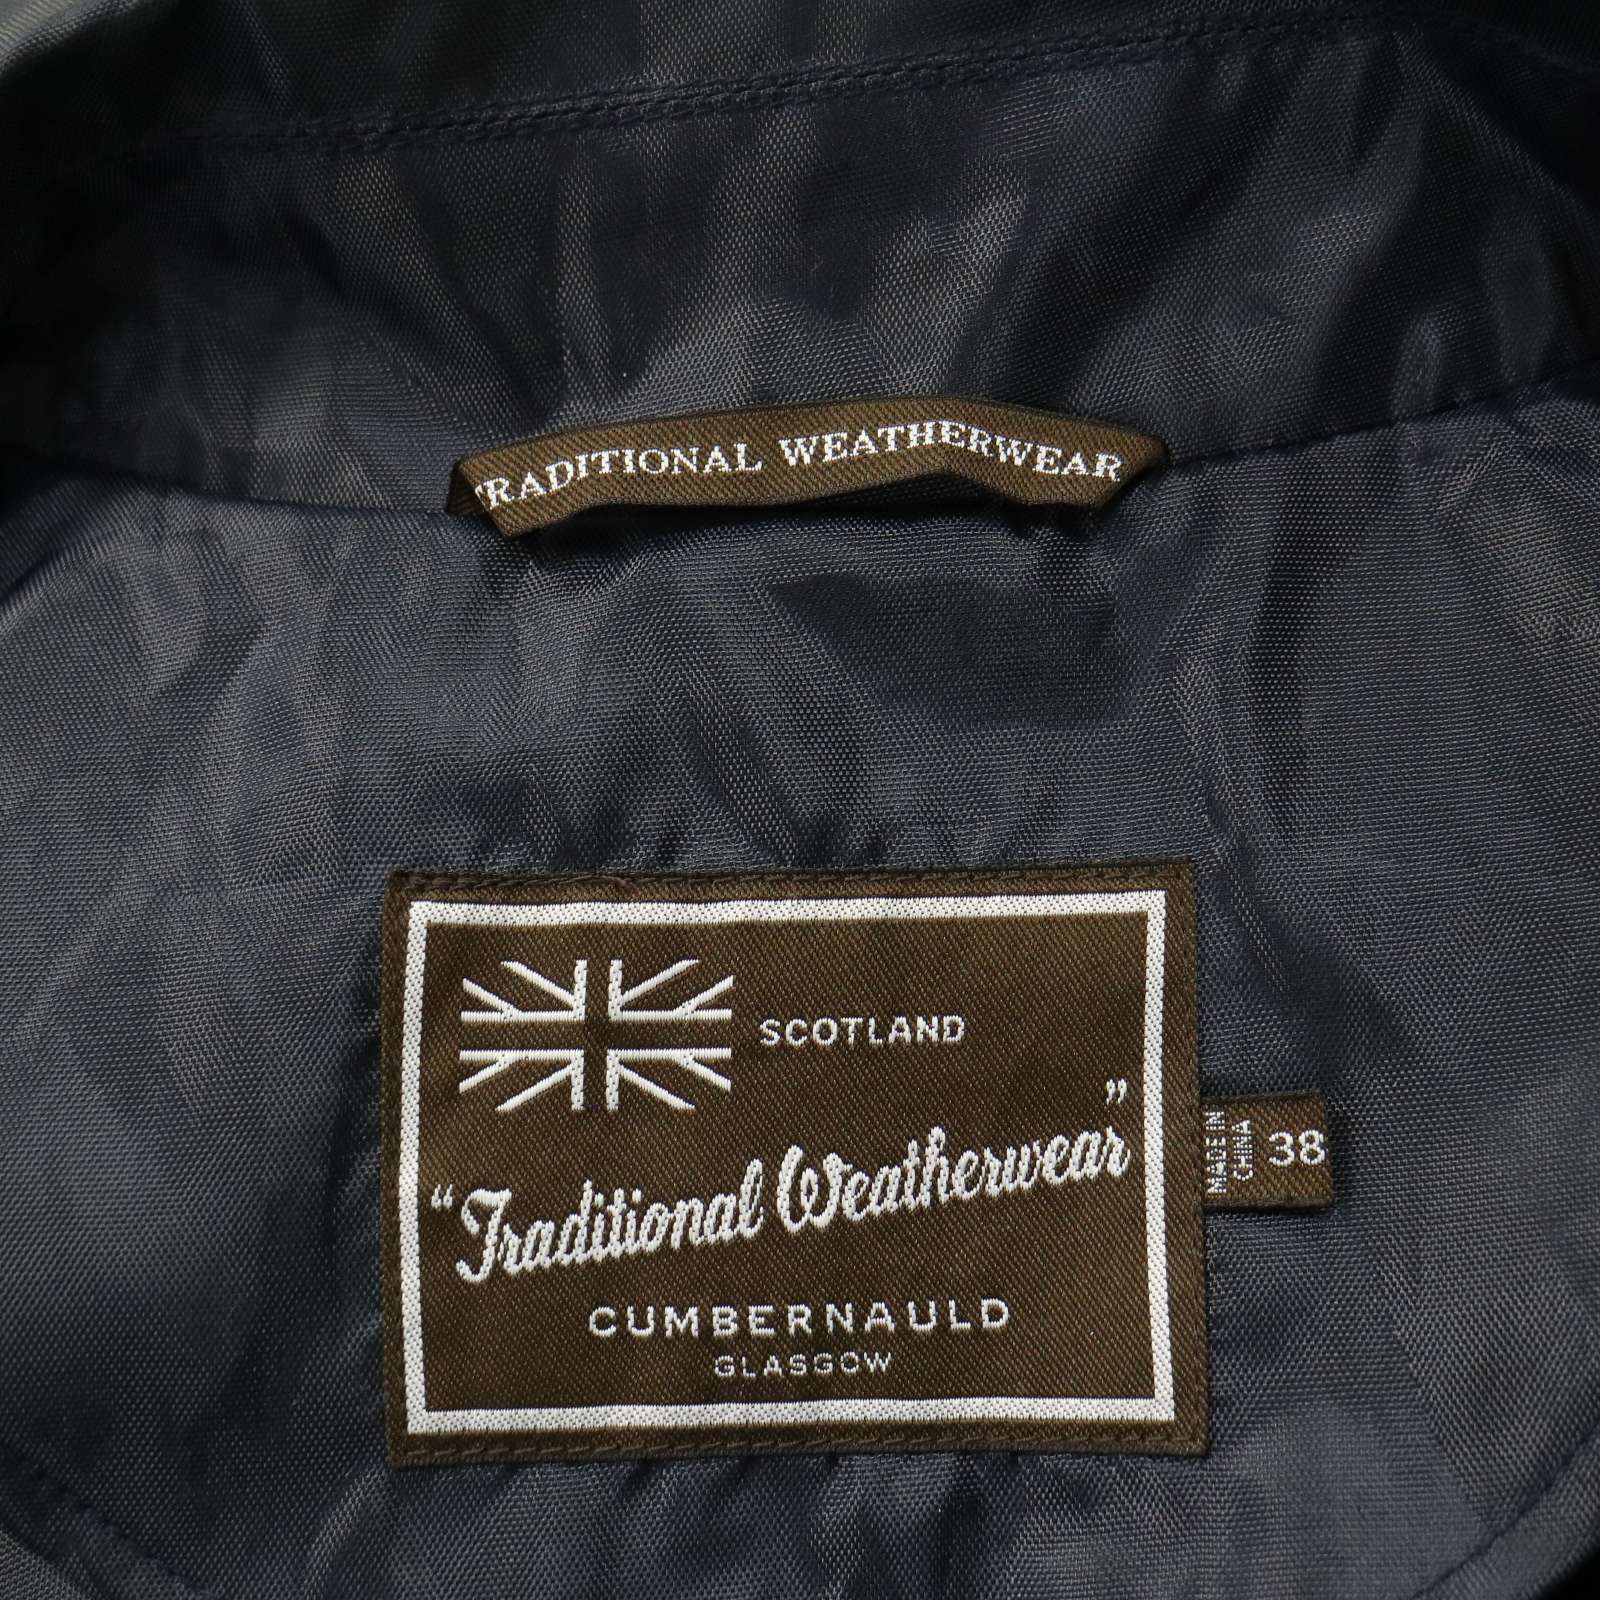 TRADITIONAL WEATHERWEAR
SCOTLAND
"Traditional Weatherwear"
CUMBERNAULD
GLASGOW
MADE IN
CHINA
38